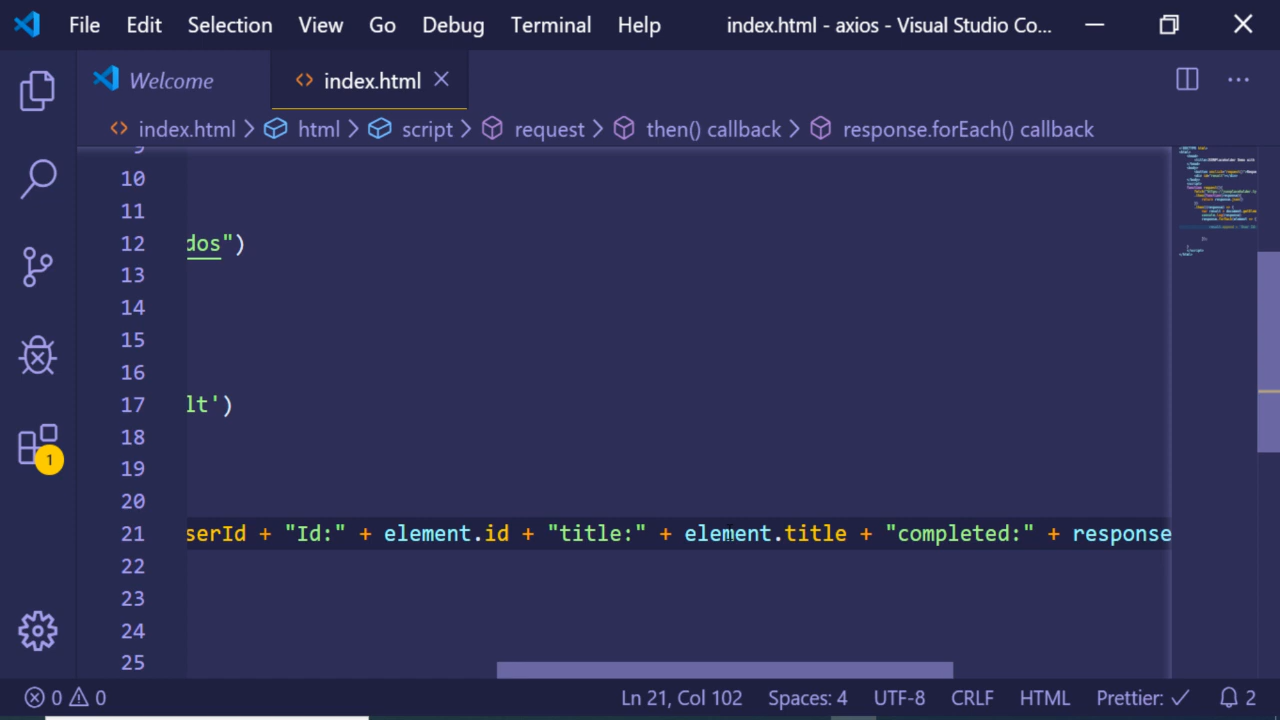 File Edit Selection View Go Debug Terminal Help index.html - axios - Visual Studio Co...
Welcome index.html
index.html > html > script > request > then() callback > response.forEach() callback
9
10
11
12 dos")
13
14
15
16
17 lt')
18
19
20
21 serId + "Id:" + element.id + "title:" + element.title + "completed:" + response
22
23
24
25
1
0 0 Ln 21, Col 102 Spaces: 4 UTF-8 CRLF HTML Prettier: ✓ 2